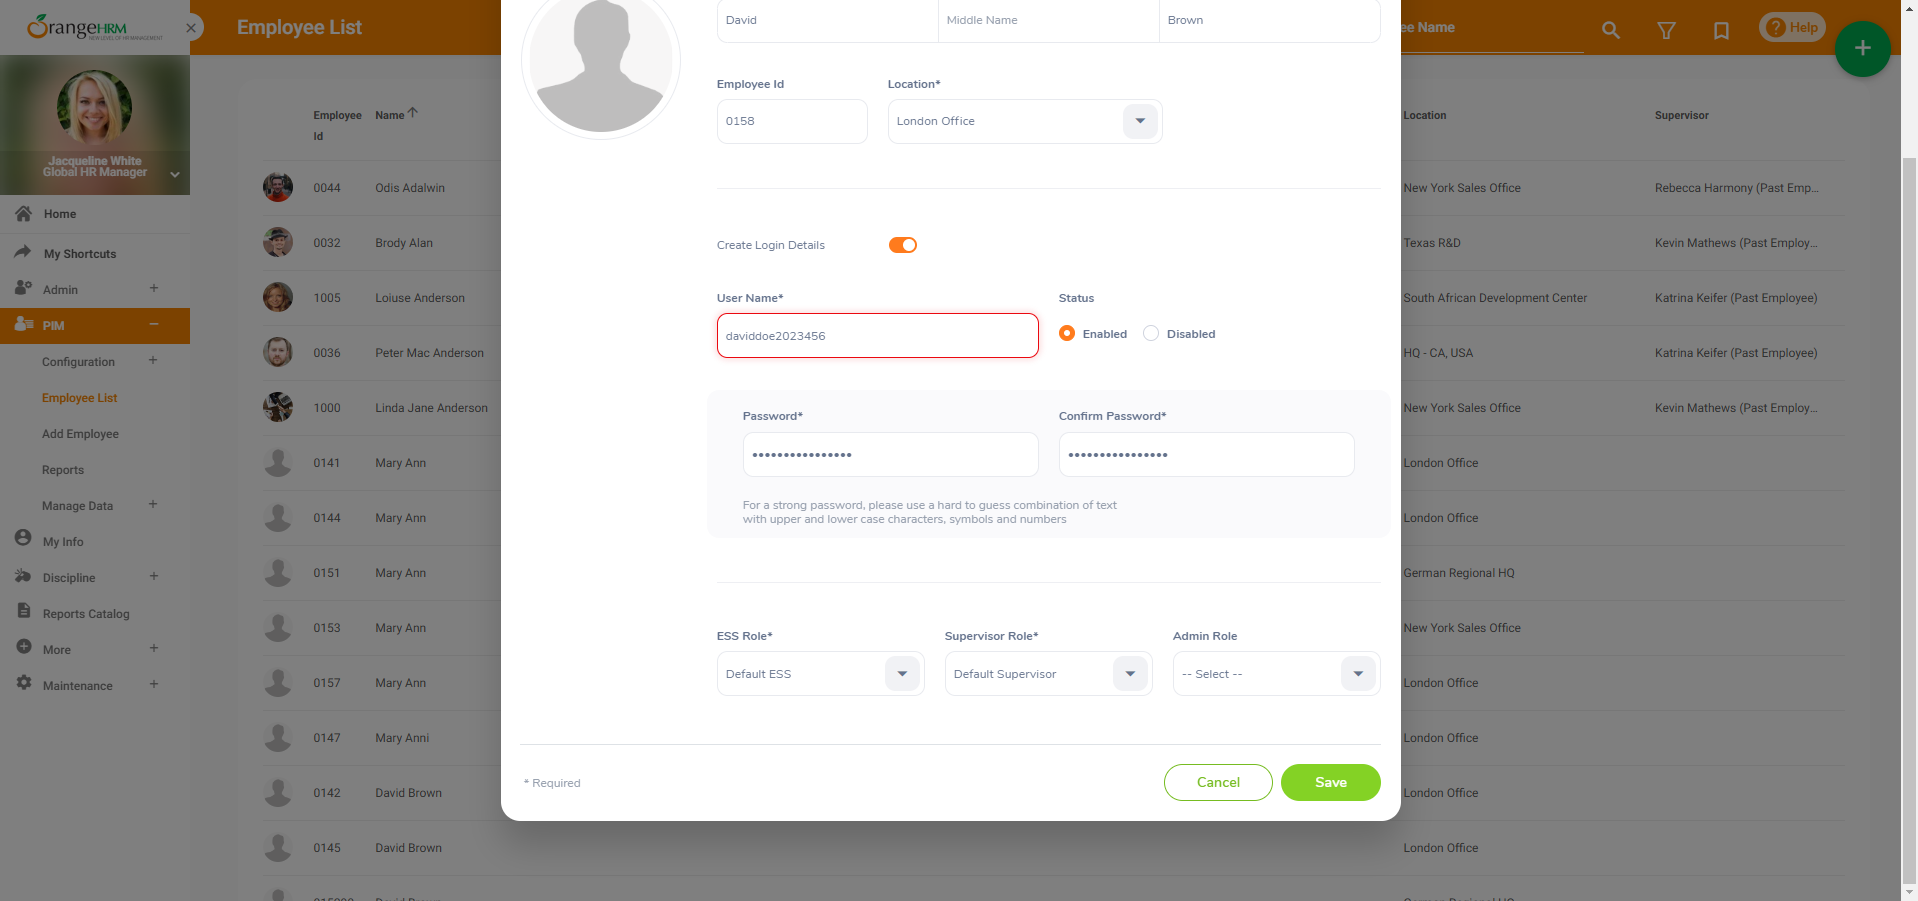 OrangeHRM
NEW LEVEL OF HR MANAGEMENT
Employee List
ee Name
Help
Jacqueline White
Global HR Manager
Home
My Shortcuts
Admin
PIM
Configuration
Employee List
Add Employee
Reports
Manage Data
My Info
Discipline
Reports Catalog
More
Maintenance
Employee Id Name Location Supervisor
0044 Odis Adalwin New York Sales Office Rebecca Harmony (Past Emp...
0032 Brody Alan Texas R&D Kevin Mathews (Past Employ...
1005 Loiuse Anderson South African Development Center Katrina Keifer (Past Employee)
0036 Peter Mac Anderson HQ - CA, USA Katrina Keifer (Past Employee)
1000 Linda Jane Anderson New York Sales Office Kevin Mathews (Past Employ...
0141 Mary Ann London Office
0144 Mary Ann London Office
0151 Mary Ann German Regional HQ
0153 Mary Ann New York Sales Office
0157 Mary Ann London Office
0147 Mary Anni London Office
0142 David Brown London Office
0145 David Brown London Office
David Middle Name Brown
Employee Id Location*
0158 London Office
Create Login Details
User Name* Status
daviddoe2023456 Enabled Disabled
Password* Confirm Password*
•••••••••••••••• ••••••••••••••••
For a strong password, please use a hard to guess combination of text
with upper and lower case characters, symbols and numbers
ESS Role* Supervisor Role* Admin Role
Default ESS Default Supervisor -- Select --
* Required Cancel Save